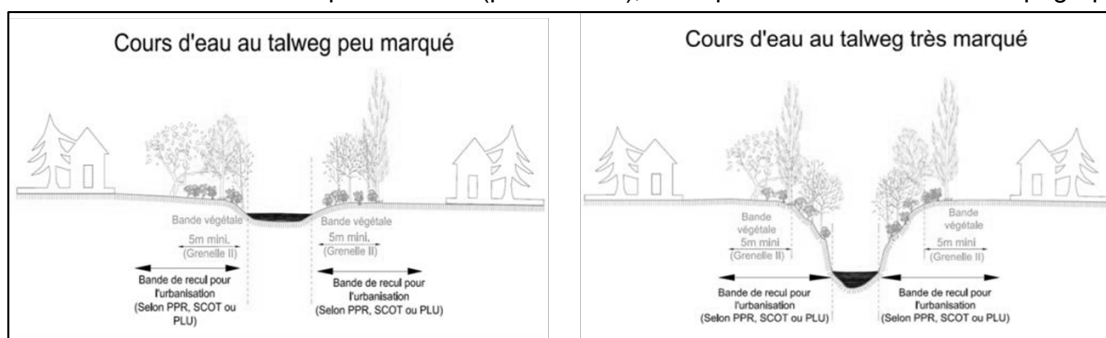 Cours d'eau au talweg peu marqué
Bande végétale
5m mini.
(Grenelle II)
Bande de recul pour
l'urbanisation
(Selon PPR, SCOT ou
PLU)
Bande végétale
5m mini.
(Grenelle II)
Bande de recul pour
l'urbanisation
(Selon PPR, SCOT ou PLU)
Cours d'eau au talweg très marqué
Bande
végétale
5m mini
(Grenelle II)
Bande de recul pour
l'urbanisation
(Selon PPR, SCOT ou PLU)
Bande
végétale
5m mini
(Grenelle II)
Bande de recul pour
l'urbanisation
(Selon PPR, SCOT ou PLU)